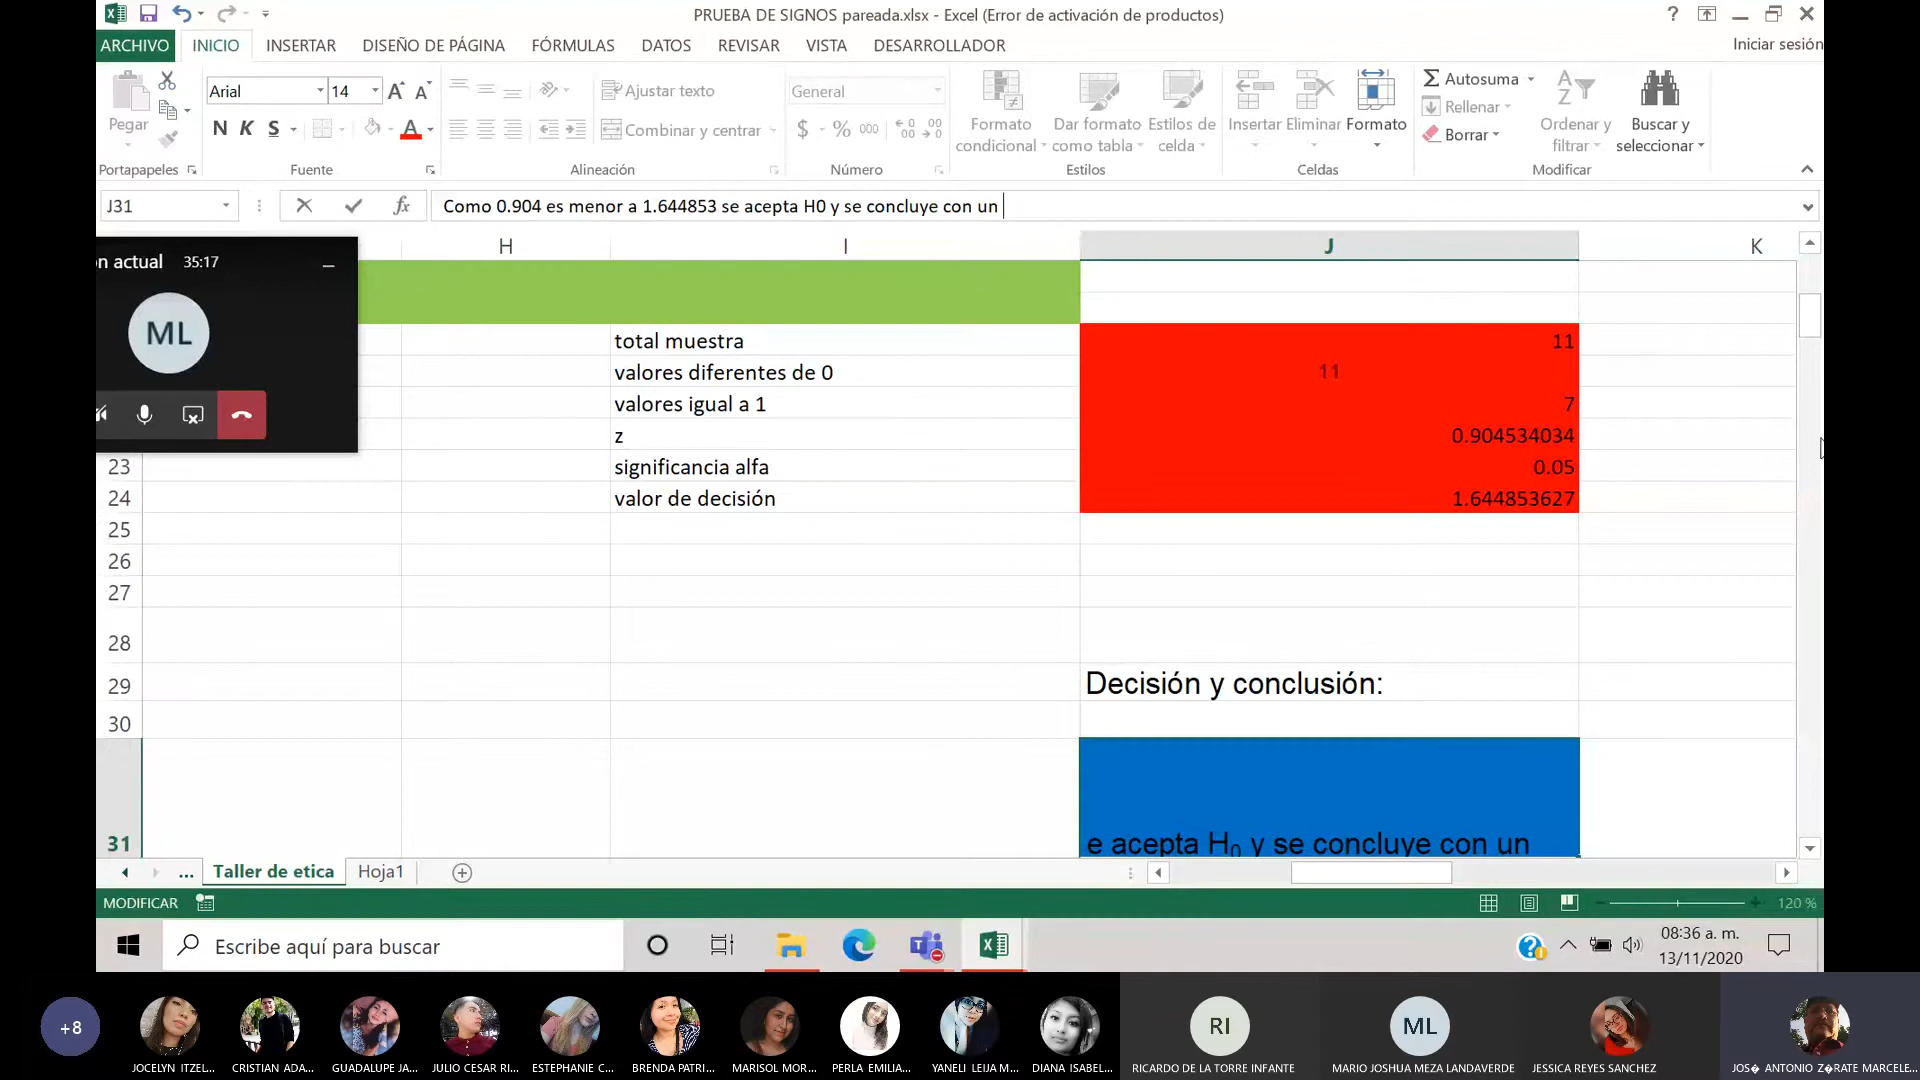 PRUEBA DE SIGNOS pareada.xlsx - Excel (Error de activación de productos)
?
ARCHIVO INICIO INSERTAR DISEÑO DE PÁGINA FÓRMULAS DATOS REVISAR VISTA DESARROLLADOR Iniciar sesión
Pegar
Portapapeles
Arial 14
N K S
Fuente
Ajustar texto
Combinar y centrar
Alineación
General
$ % 000
Número
Formato condicional
Dar formato como tabla
Estilos de celda
Estilos
Insertar Eliminar Formato
Celdas
Autosuma
Rellenar
Borrar
Ordenar y filtrar
Buscar y seleccionar
Modificar
J31 fx Como 0.904 es menor a 1.644853 se acepta H0 y se concluye con un
H I J K
n actual 35:17
ML
total muestra 11
valores diferentes de 0 11
valores igual a 1 7
z 0.904534034
23 significancia alfa 0.05
24 valor de decisión 1.644853627
25
26
27
28
29 Decisión y conclusión:
30
31 e acepta H₀ y se concluye con un
... Taller de etica Hoja1
MODIFICAR 120 %
Escribe aquí para buscar
08:36 a. m.
13/11/2020
+8 RI ML
JOCELYN ITZEL... CRISTIAN ADA... GUADALUPE JA... JULIO CESAR RI... ESTEPHANIE C... BRENDA PATRI... MARISOL MOR... PERLA EMILIA... YANELI LEIJA M... DIANA ISABEL... RICARDO DE LA TORRE INFANTE MARIO JOSHUA MEZA LANDAVERDE JESSICA REYES SANCHEZ JOS� ANTONIO Z�RATE MARCELE...